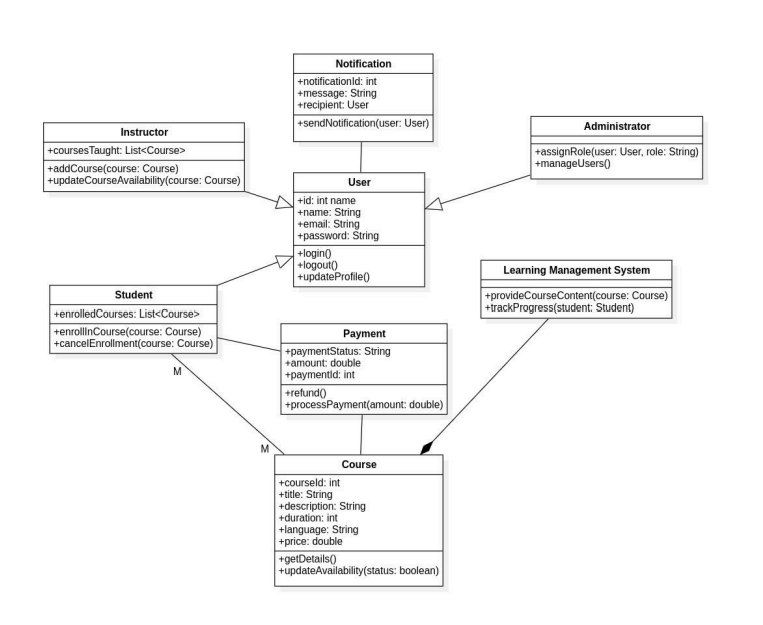 Notification
+notificationId: int
+message: String
+recipient: User
+sendNotification(user: User)
Instructor
+coursesTaught: List<Course>
+addCourse(course: Course)
+updateCourseAvailability(course: Course)
Administrator
+assignRole(user: User, role: String)
+manageUsers()
User
+id: int name
+name: String
+email: String
+password: String
+login()
+logout()
+updateProfile()
Learning Management System
+provideCourseContent(course: Course)
+trackProgress(student: Student)
Student
+enrolledCourses: List<Course>
+enrollInCourse(course: Course)
+cancelEnrollment(course: Course)
Payment
+paymentStatus: String
+amount: double
+paymentId: int
+refund()
+processPayment(amount: double)
M
M
Course
+courseId: int
+title: String
+description: String
+duration: int
+language: String
+price: double
+getDetails()
+updateAvailability(status: boolean)